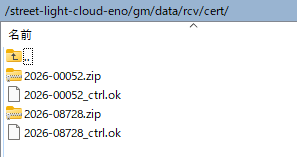 /street-light-cloud-eno/gm/data/rcv/cert/
名前
..
2026-00052.zip
2026-00052_ctrl.ok
2026-08728.zip
2026-08728_ctrl.ok